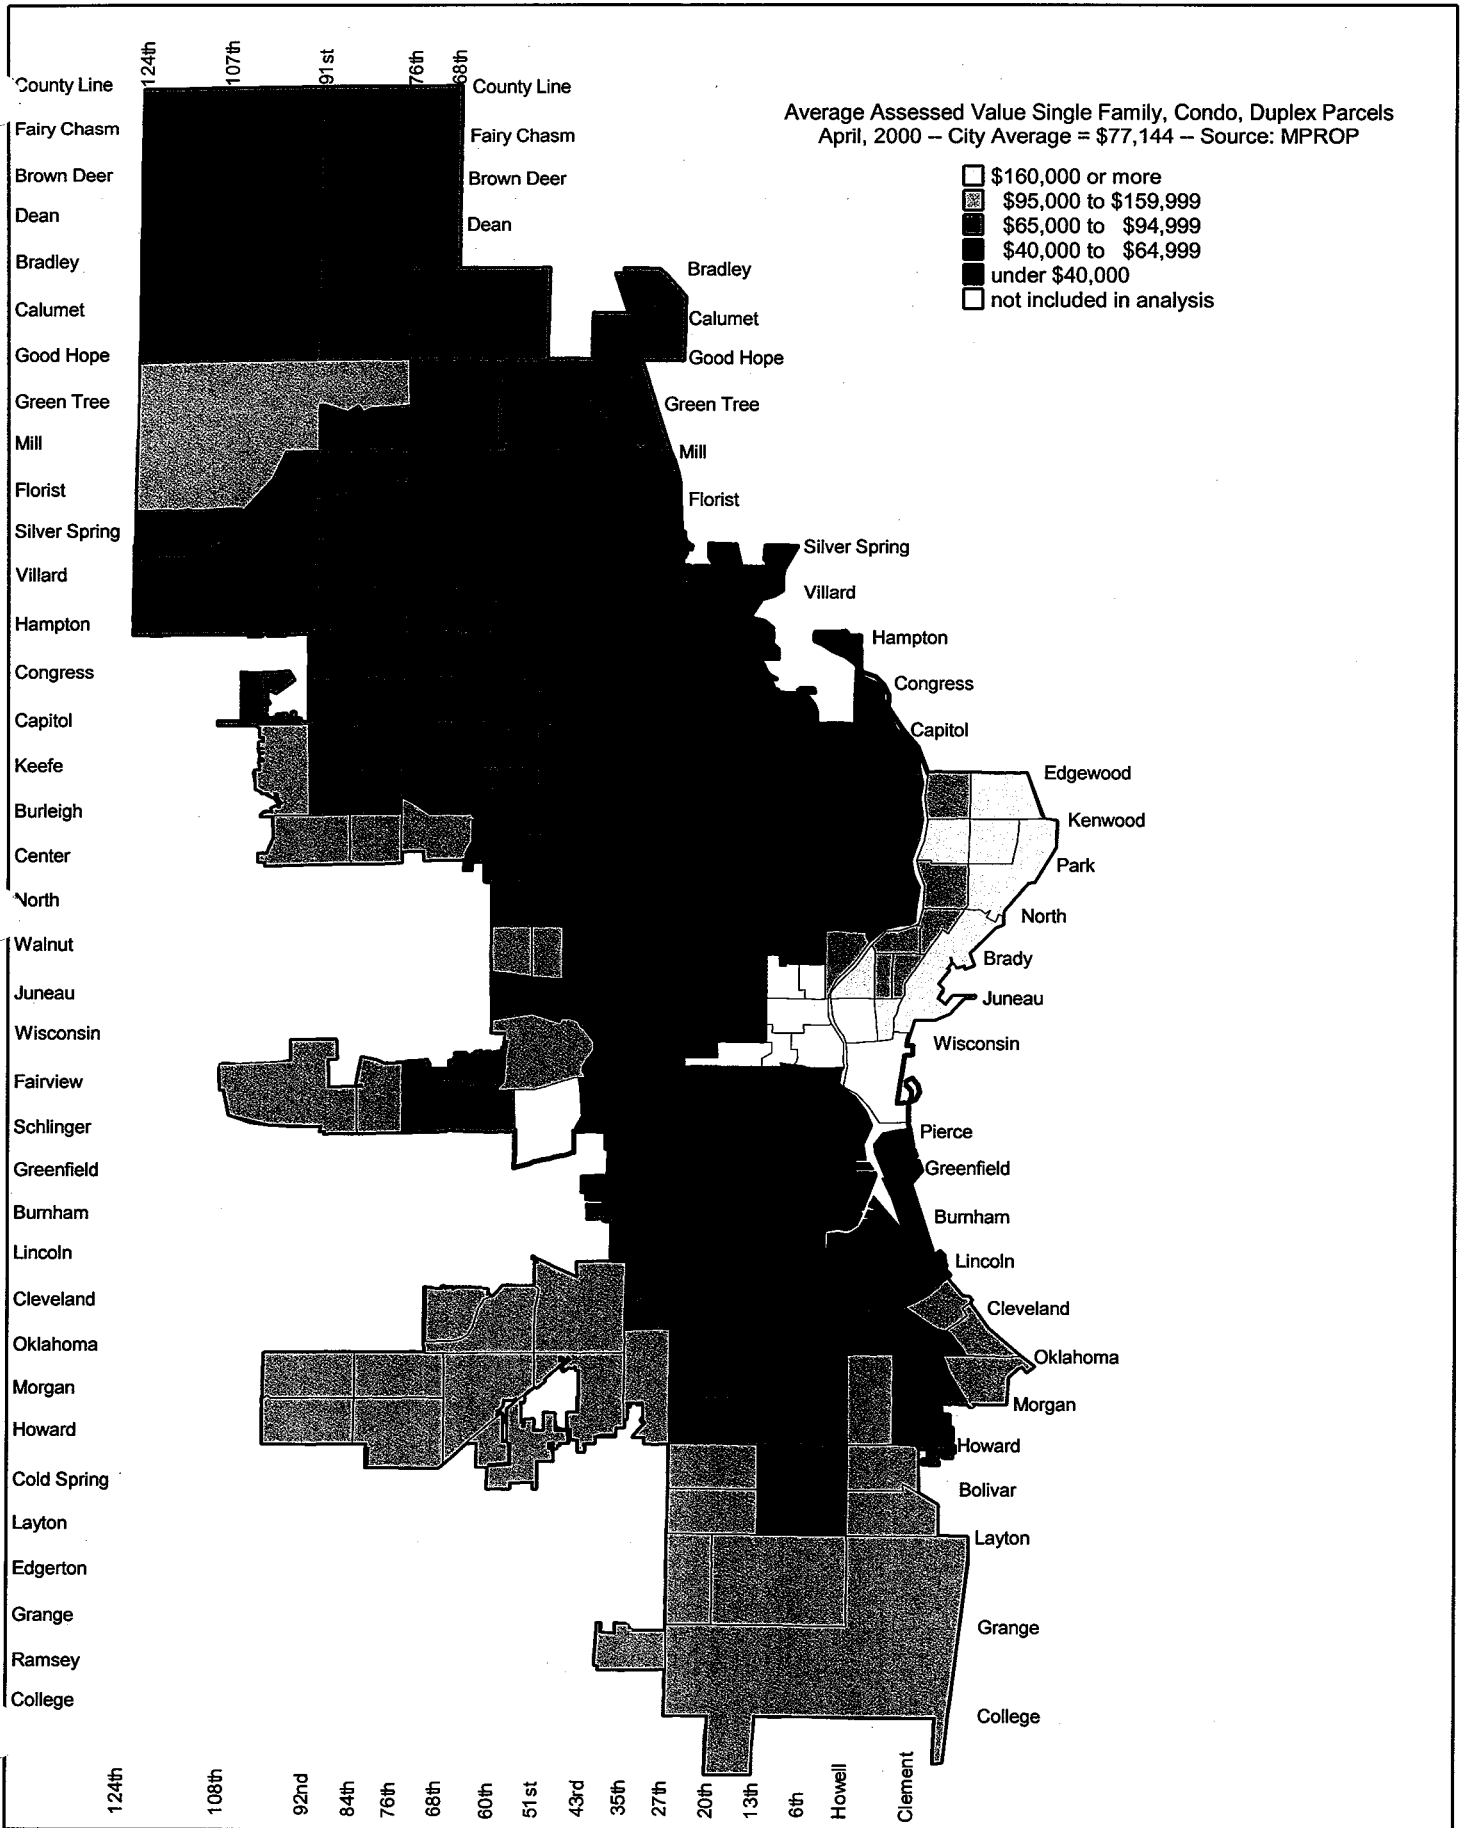 124th
107th
91st
76th
68th
County Line
County Line
Average Assessed Value Single Family, Condo, Duplex Parcels
April, 2000 -- City Average = $77,144 -- Source: MPROP
$160,000 or more
$95,000 to $159,999
$65,000 to $94,999
$40,000 to $64,999
under $40,000
not included in analysis
Fairy Chasm
Brown Deer
Dean
Bradley
Calumet
Good Hope
Green Tree
Mill
Florist
Silver Spring
Villard
Hampton
Congress
Capitol
Keefe
Burleigh
Center
North
Walnut
Juneau
Wisconsin
Fairview
Schlinger
Greenfield
Burnham
Lincoln
Cleveland
Oklahoma
Morgan
Howard
Cold Spring
Layton
Edgerton
Grange
Ramsey
College
Fairy Chasm
Brown Deer
Dean
Bradley
Calumet
Good Hope
Green Tree
Mill
Florist
Silver Spring
Villard
Hampton
Congress
Capitol
Edgewood
Kenwood
Park
North
Brady
Juneau
Wisconsin
Pierce
Greenfield
Burnham
Lincoln
Cleveland
Oklahoma
Morgan
Howard
Bolivar
Layton
Grange
College
124th
108th
92nd
84th
76th
68th
60th
51st
43rd
35th
27th
20th
13th
6th
Howell
Clement